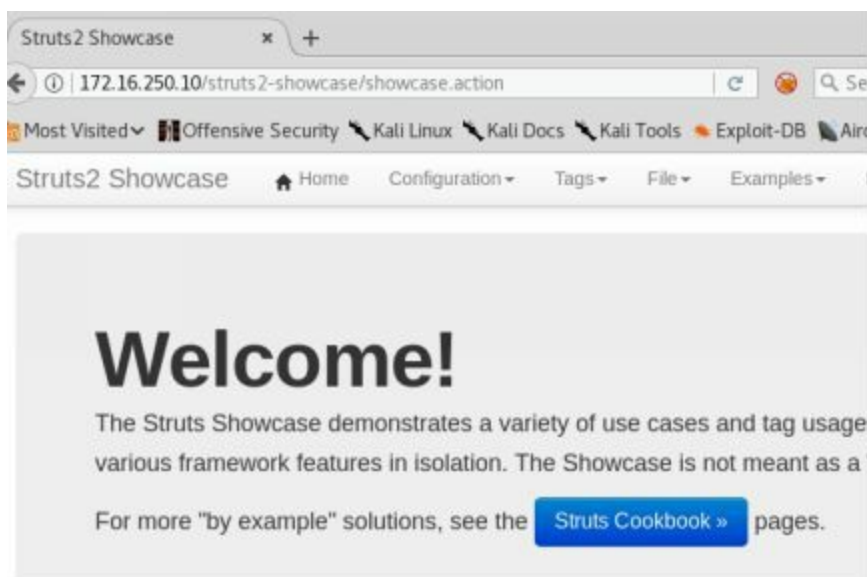 Struts2 Showcase × +
172.16.250.10/struts2-showcase/showcase.action
Most Visited Offensive Security Kali Linux Kali Docs Kali Tools Exploit-DB
Struts2 Showcase Home Configuration Tags File Examples
Welcome!
The Struts Showcase demonstrates a variety of use cases and tag usage
various framework features in isolation. The Showcase is not meant as a
For more "by example" solutions, see the Struts Cookbook » pages.